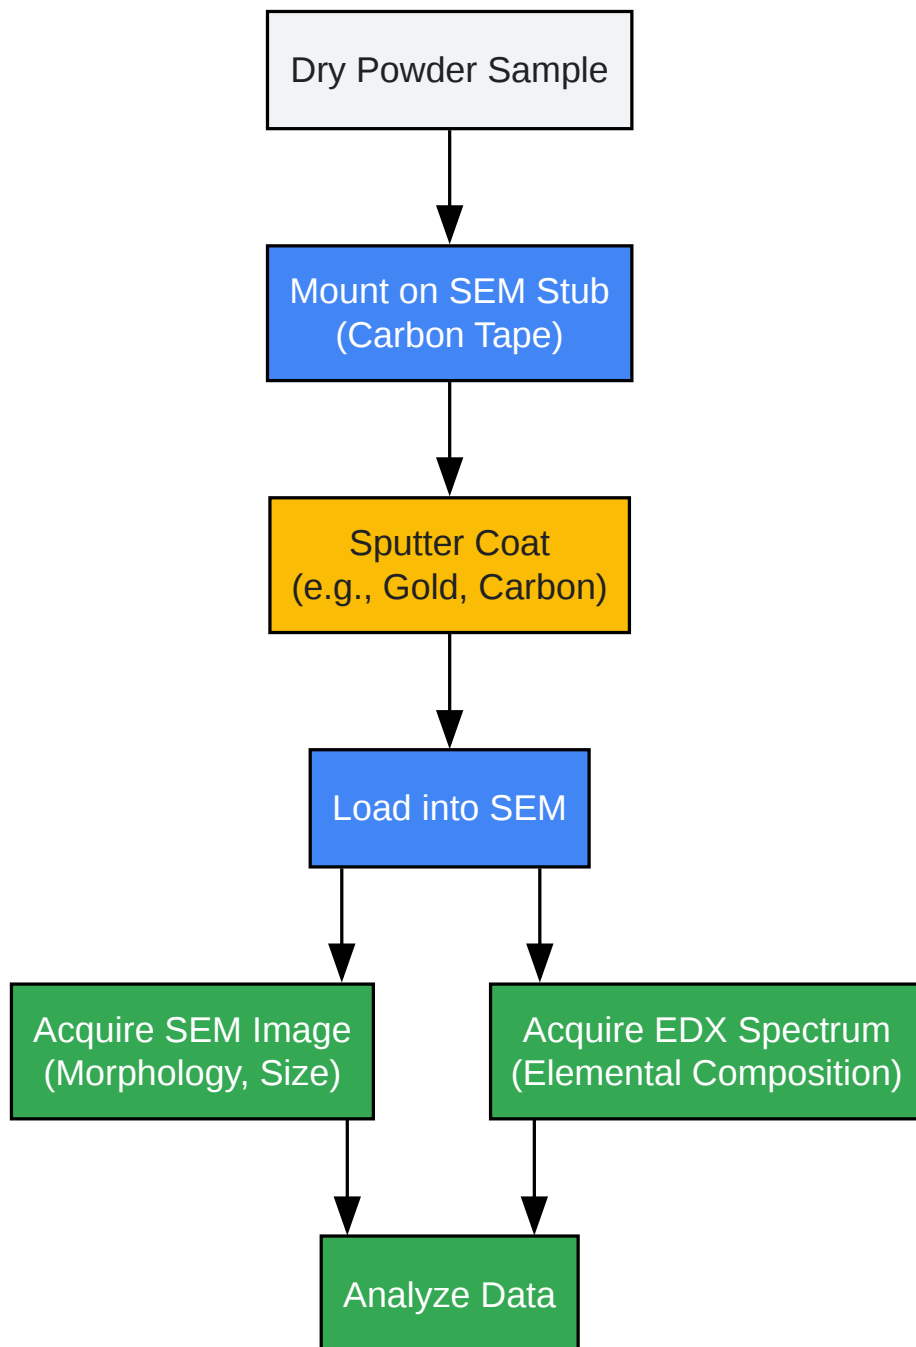 Dry Powder Sample
Mount on SEM Stub
(Carbon Tape)
Sputter Coat
(e.g., Gold, Carbon)
Load into SEM
Acquire SEM Image
(Morphology, Size)
Acquire EDX Spectrum
(Elemental Composition)
Analyze Data